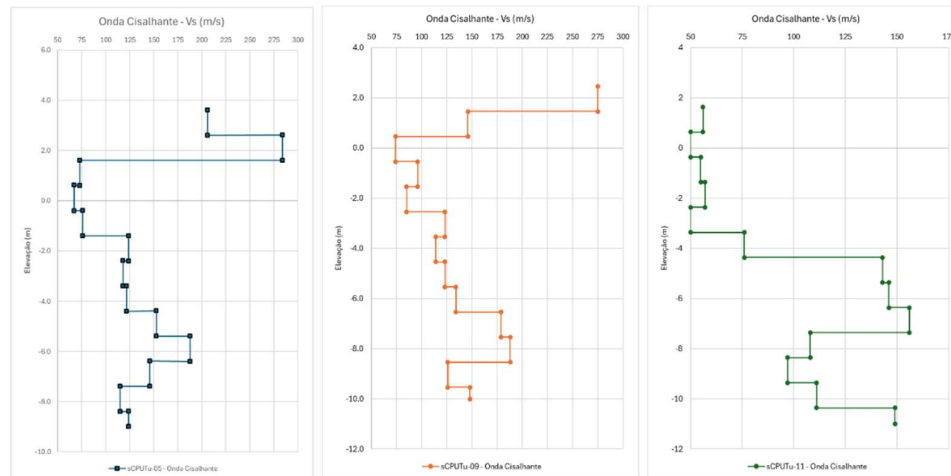 Onda Cisalhante - Vs (m/s)
50 75 100 125 150 175 200 225 250 275 300
6.0
4.0
2.0
0.0
-2.0
-4.0
-6.0
-8.0
-10.0
Elevação (m)
sCPUTu-05 - Onda Cisalhante
Onda Cisalhante - Vs (m/s)
50 75 100 125 150 175 200 225 250 275 300
4.0
2.0
0.0
-2.0
-4.0
-6.0
-8.0
-10.0
-12.0
Elevação (m)
sCPUTu-09 - Onda Cisalhante
Onda Cisalhante - Vs (m/s)
50 75 100 125 150 175
4
2
0
-2
-4
-6
-8
-10
-12
Elevação (m)
sCPUTu-11 - Onda Cisalhante